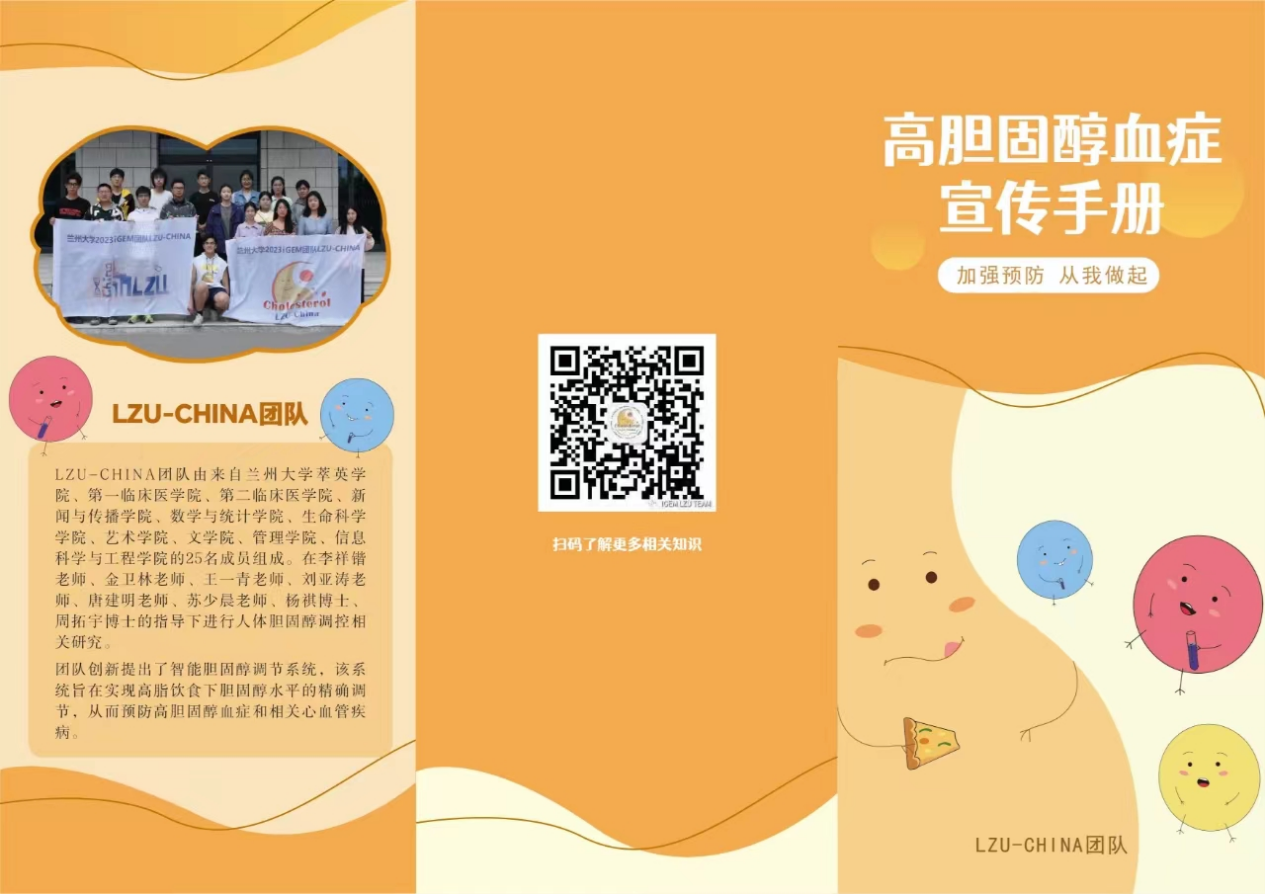 兰州大学2023iGEM团队LZU-CHINA
LZU
兰州大学2023iGEM团队LZU-CHINA
Cholesterol
LZU China
LZU-CHINA团队
LZU-CHINA团队由来自兰州大学萃英学
院、第一临床医学院、第二临床医学院、新
闻与传播学院、数学与统计学院、生命科学
学院、艺术学院、文学院、管理学院、信息
科学与工程学院的25名成员组成。在李祥锴
老师、金卫林老师、王一青老师、刘亚涛老
师、唐建明老师、苏少晨老师、杨祺博士、
周拓宇博士的指导下进行人体胆固醇调控相
关研究。
团队创新提出了智能胆固醇调节系统，该系
统旨在实现高脂饮食下胆固醇水平的精确调
节，从而预防高胆固醇血症和相关心血管疾
病。
IGEM LZU TEAM
扫码了解更多相关知识
高胆固醇血症
宣传手册
加强预防 从我做起
LZU-CHINA团队